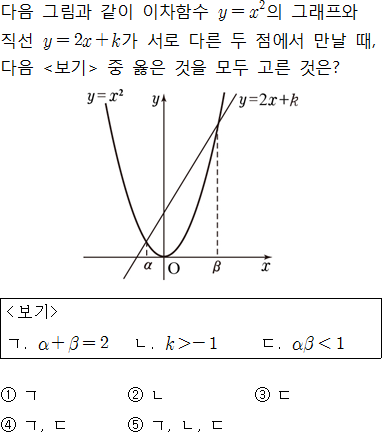 다음 그림과 같이 이차함수 y=x²의 그래프와
직선 y=2x+k가 서로 다른 두 점에서 만날 때,
다음 <보기> 중 옳은 것을 모두 고른 것은?
y=x² y y=2x+k
α O β x
<보기>
ㄱ. α+β=2 ㄴ. k>-1 ㄷ. αβ<1
① ㄱ ② ㄴ ③ ㄷ
④ ㄱ, ㄷ ⑤ ㄱ, ㄴ, ㄷ